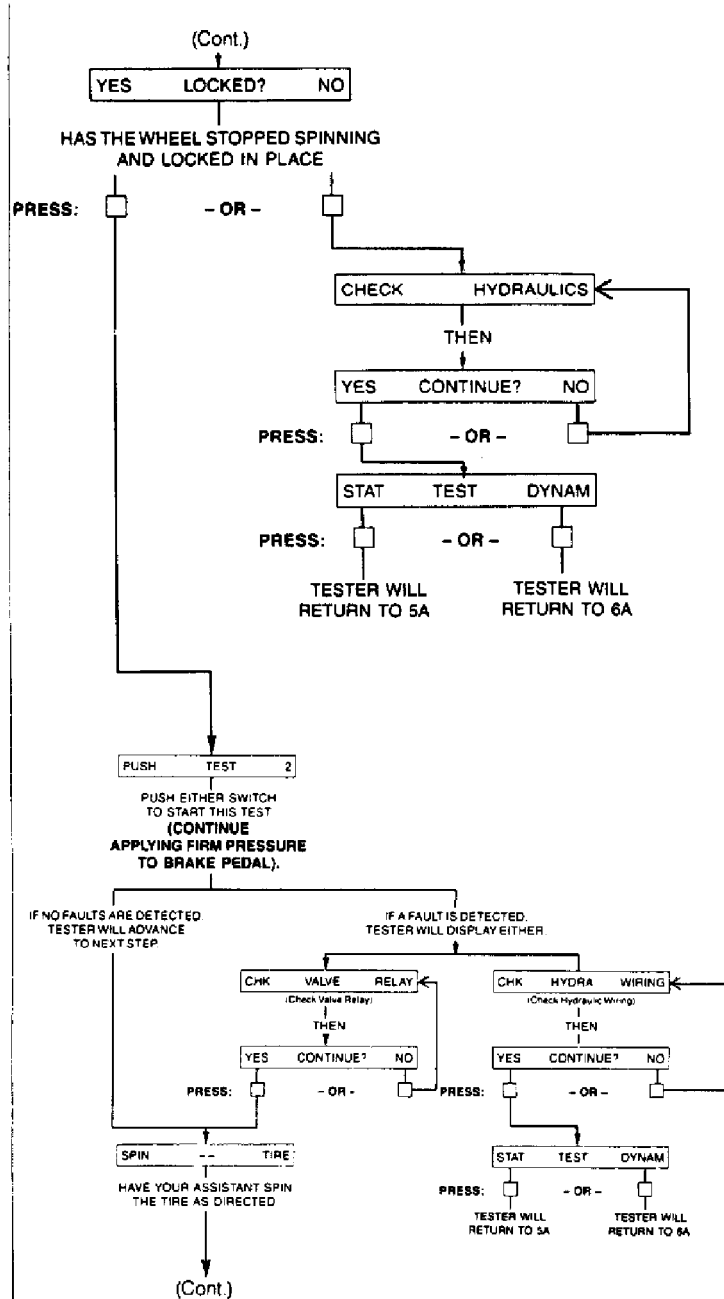 (Cont.)
YES LOCKED? NO
HAS THE WHEEL STOPPED SPINNING
AND LOCKED IN PLACE
PRESS: – OR –
CHECK HYDRAULICS
THEN
YES CONTINUE? NO
PRESS: – OR –
STAT TEST DYNAM
PRESS: – OR –
TESTER WILL
RETURN TO 5A
TESTER WILL
RETURN TO 6A
PUSH TEST 2
PUSH EITHER SWITCH
TO START THIS TEST
(CONTINUE
APPLYING FIRM PRESSURE
TO BRAKE PEDAL).
IF NO FAULTS ARE DETECTED.
TESTER WILL ADVANCE
TO NEXT STEP.
IF A FAULT IS DETECTED.
TESTER WILL DISPLAY EITHER.
CHK VALVE RELAY
(Check Valve Relay)
THEN
YES CONTINUE? NO
PRESS: – OR –
CHK HYDRA WIRING
(Check Hydraulic Wiring)
THEN
YES CONTINUE? NO
PRESS: – OR –
STAT TEST DYNAM
PRESS: – OR –
TESTER WILL
RETURN TO 5A
TESTER WILL
RETURN TO 6A
SPIN -- TIRE
HAVE YOUR ASSISTANT SPIN
THE TIRE AS DIRECTED
(Cont.)